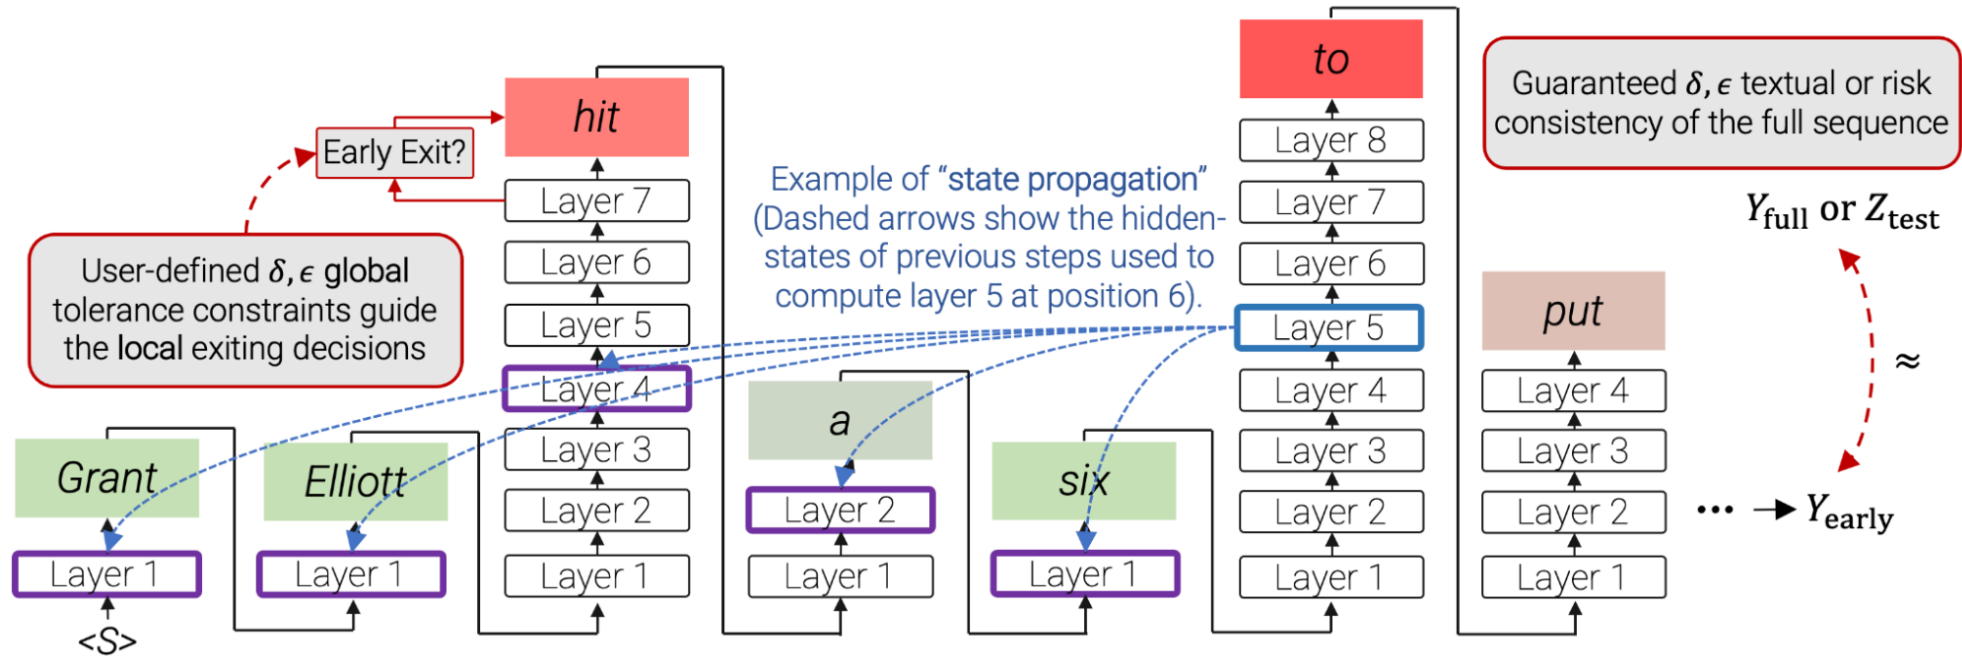 to
Guaranteed δ, ϵ textual or risk
consistency of the full sequence
hit
Early Exit?
Layer 8
Layer 7
Layer 7
Example of “state propagation”
(Dashed arrows show the hidden-
states of previous steps used to
compute layer 5 at position 6).
Y_full or Z_test
User-defined δ, ϵ global
tolerance constraints guide
the local exiting decisions
Layer 6
Layer 6
Layer 5
Layer 5
put
≈
Layer 4
a
Layer 4
Layer 4
Grant
Elliott
Layer 3
six
Layer 3
Layer 3
Layer 2
Layer 2
Layer 2
Layer 2
... Y_early
Layer 1
Layer 1
Layer 1
Layer 1
Layer 1
Layer 1
Layer 1
<S>